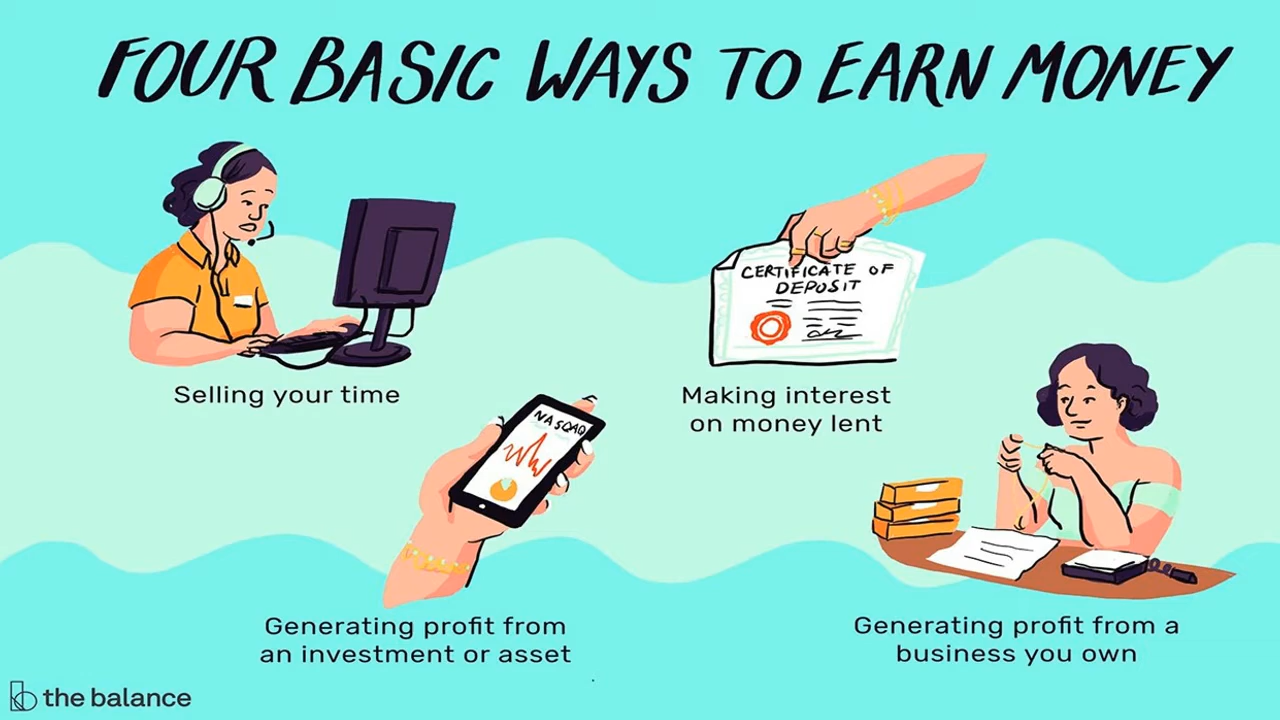 FOUR BASIC WAYS TO EARN MONEY
CERTIFICATE OF
DEPOSIT
Selling your time
Making interest
on money lent
NASDAQ
Generating profit from
an investment or asset
Generating profit from a
business you own
the balance